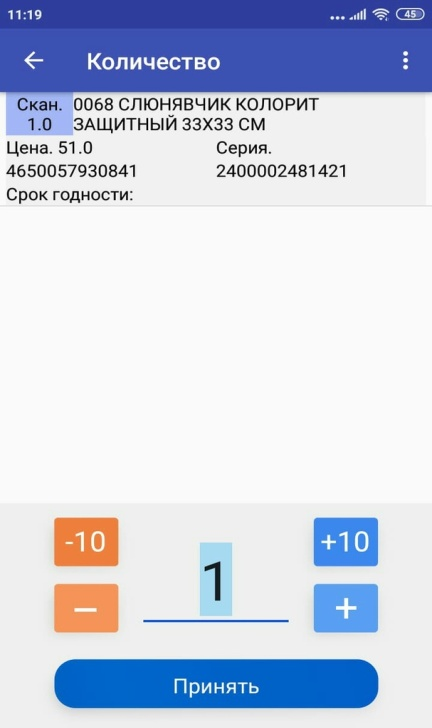 11:19
45
Количество
Скан. 0068 СЛЮНЯВЧИК КОЛОРИТ
1.0 ЗАЩИТНЫЙ 33Х33 СМ
Цена. 51.0 Серия.
4650057930841 2400002481421
Срок годности:
-10 +10
1
– +
Принять